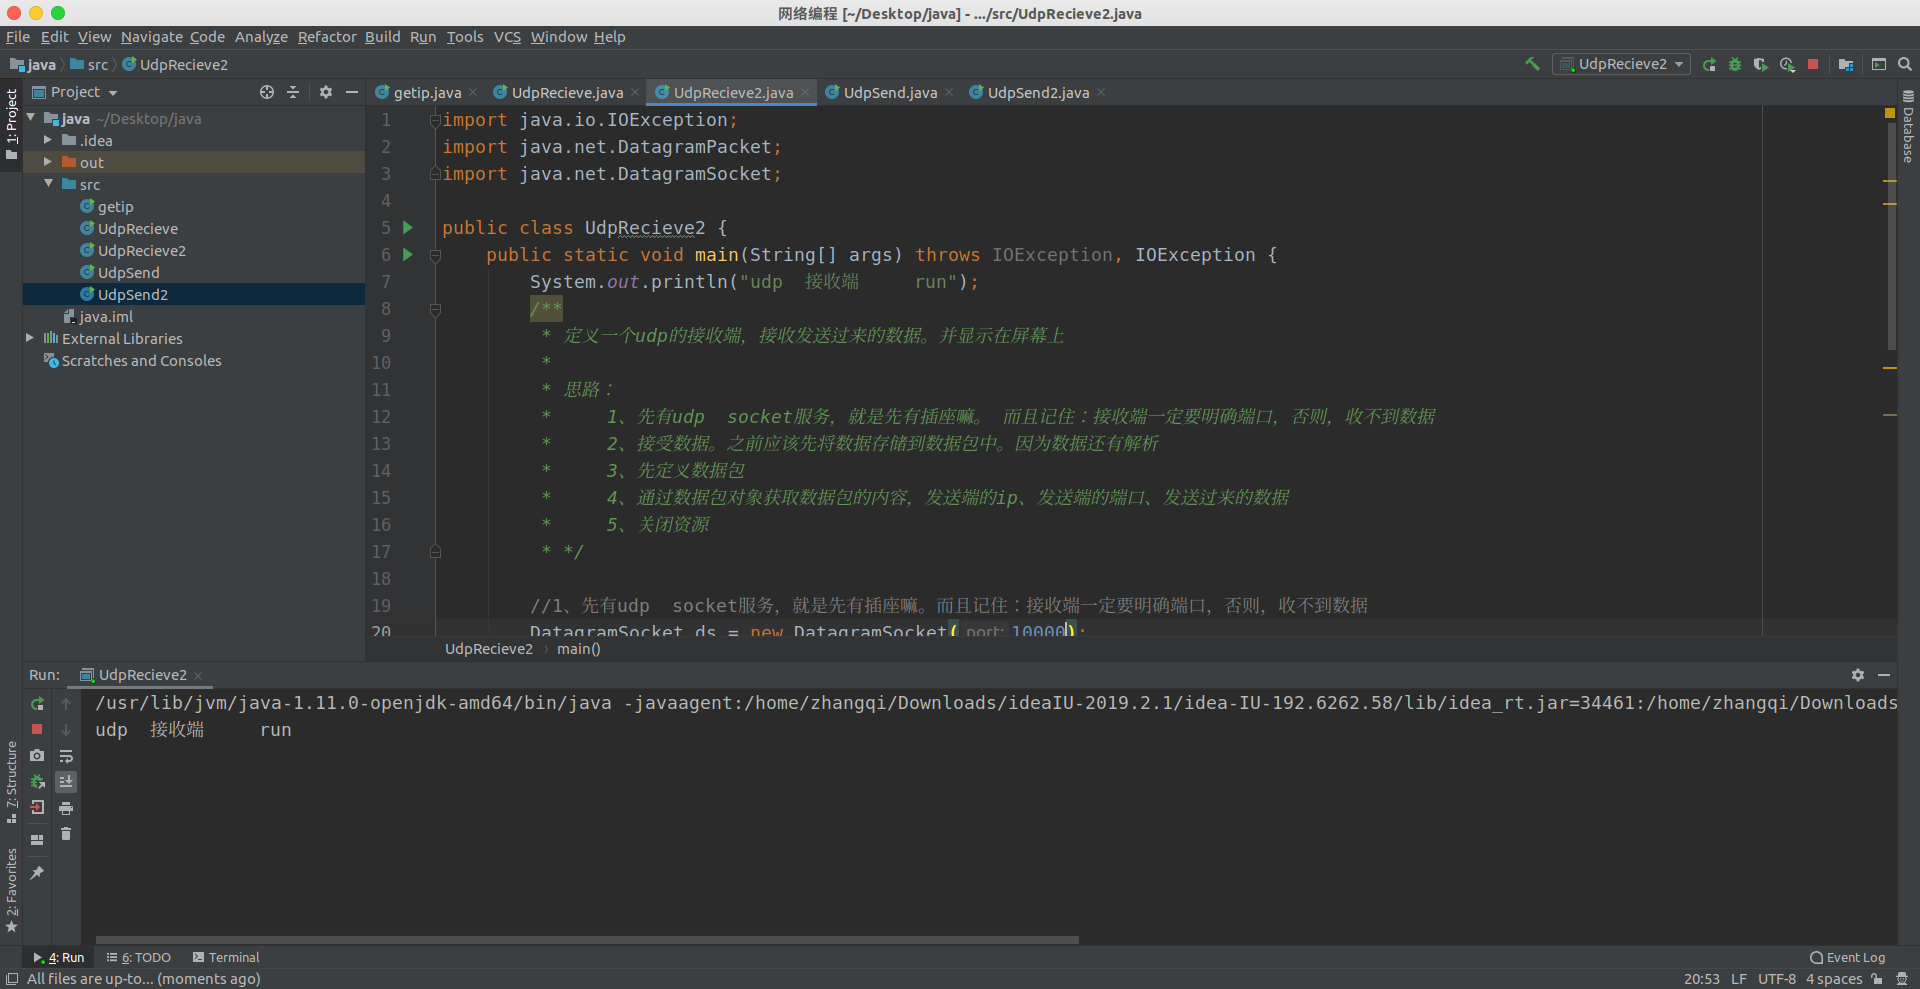 网络编程 [~/Desktop/java] - .../src/UdpRecieve2.java
File Edit View Navigate Code Analyze Refactor Build Run Tools VCS Window Help
java src UdpRecieve2
UdpRecieve2
Project
getip.java UdpRecieve.java UdpRecieve2.java UdpSend.java UdpSend2.java
1: Project
Database
java ~/Desktop/java
.idea
out
src
getip
UdpRecieve
UdpRecieve2
UdpSend
UdpSend2
java.iml
External Libraries
Scratches and Consoles
1 import java.io.IOException;
2 import java.net.DatagramPacket;
3 import java.net.DatagramSocket;
4
5 public class UdpRecieve2 {
6 public static void main(String[] args) throws IOException, IOException {
7 System.out.println("udp 接收端 run");
8 /**
9 * 定义一个udp的接收端，接收发送过来的数据。并显示在屏幕上
10 *
11 * 思路：
12 * 1、先有udp socket服务，就是先有插座嘛。 而且记住：接收端一定要明确端口，否则，收不到数据
13 * 2、接受数据。之前应该先将数据存储到数据包中。因为数据还有解析
14 * 3、先定义数据包
15 * 4、通过数据包对象获取数据包的内容，发送端的ip、发送端的端口、发送过来的数据
16 * 5、关闭资源
17 * */
18
19 //1、先有udp socket服务，就是先有插座嘛。而且记住：接收端一定要明确端口，否则，收不到数据
20 DatagramSocket ds = new DatagramSocket( port: 10000);
UdpRecieve2 › main()
Run: UdpRecieve2
/usr/lib/jvm/java-1.11.0-openjdk-amd64/bin/java -javaagent:/home/zhangqi/Downloads/ideaIU-2019.2.1/idea-IU-192.6262.58/lib/idea_rt.jar=34461:/home/zhangqi/Downloads
udp 接收端 run
7: Structure
2: Favorites
4: Run 6: TODO Terminal Event Log
All files are up-to... (moments ago) 20:53 LF UTF-8 4 spaces